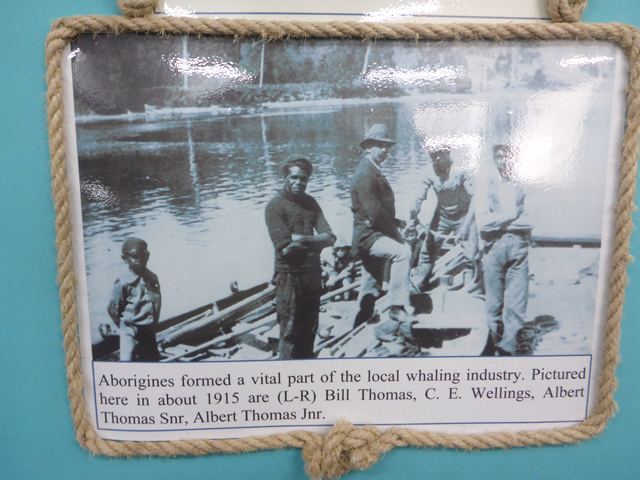 Aborigines formed a vital part of the local whaling industry. Pictured
here in about 1915 are (L-R) Bill Thomas, C. E. Wellings, Albert
Thomas Snr, Albert Thomas Jnr.